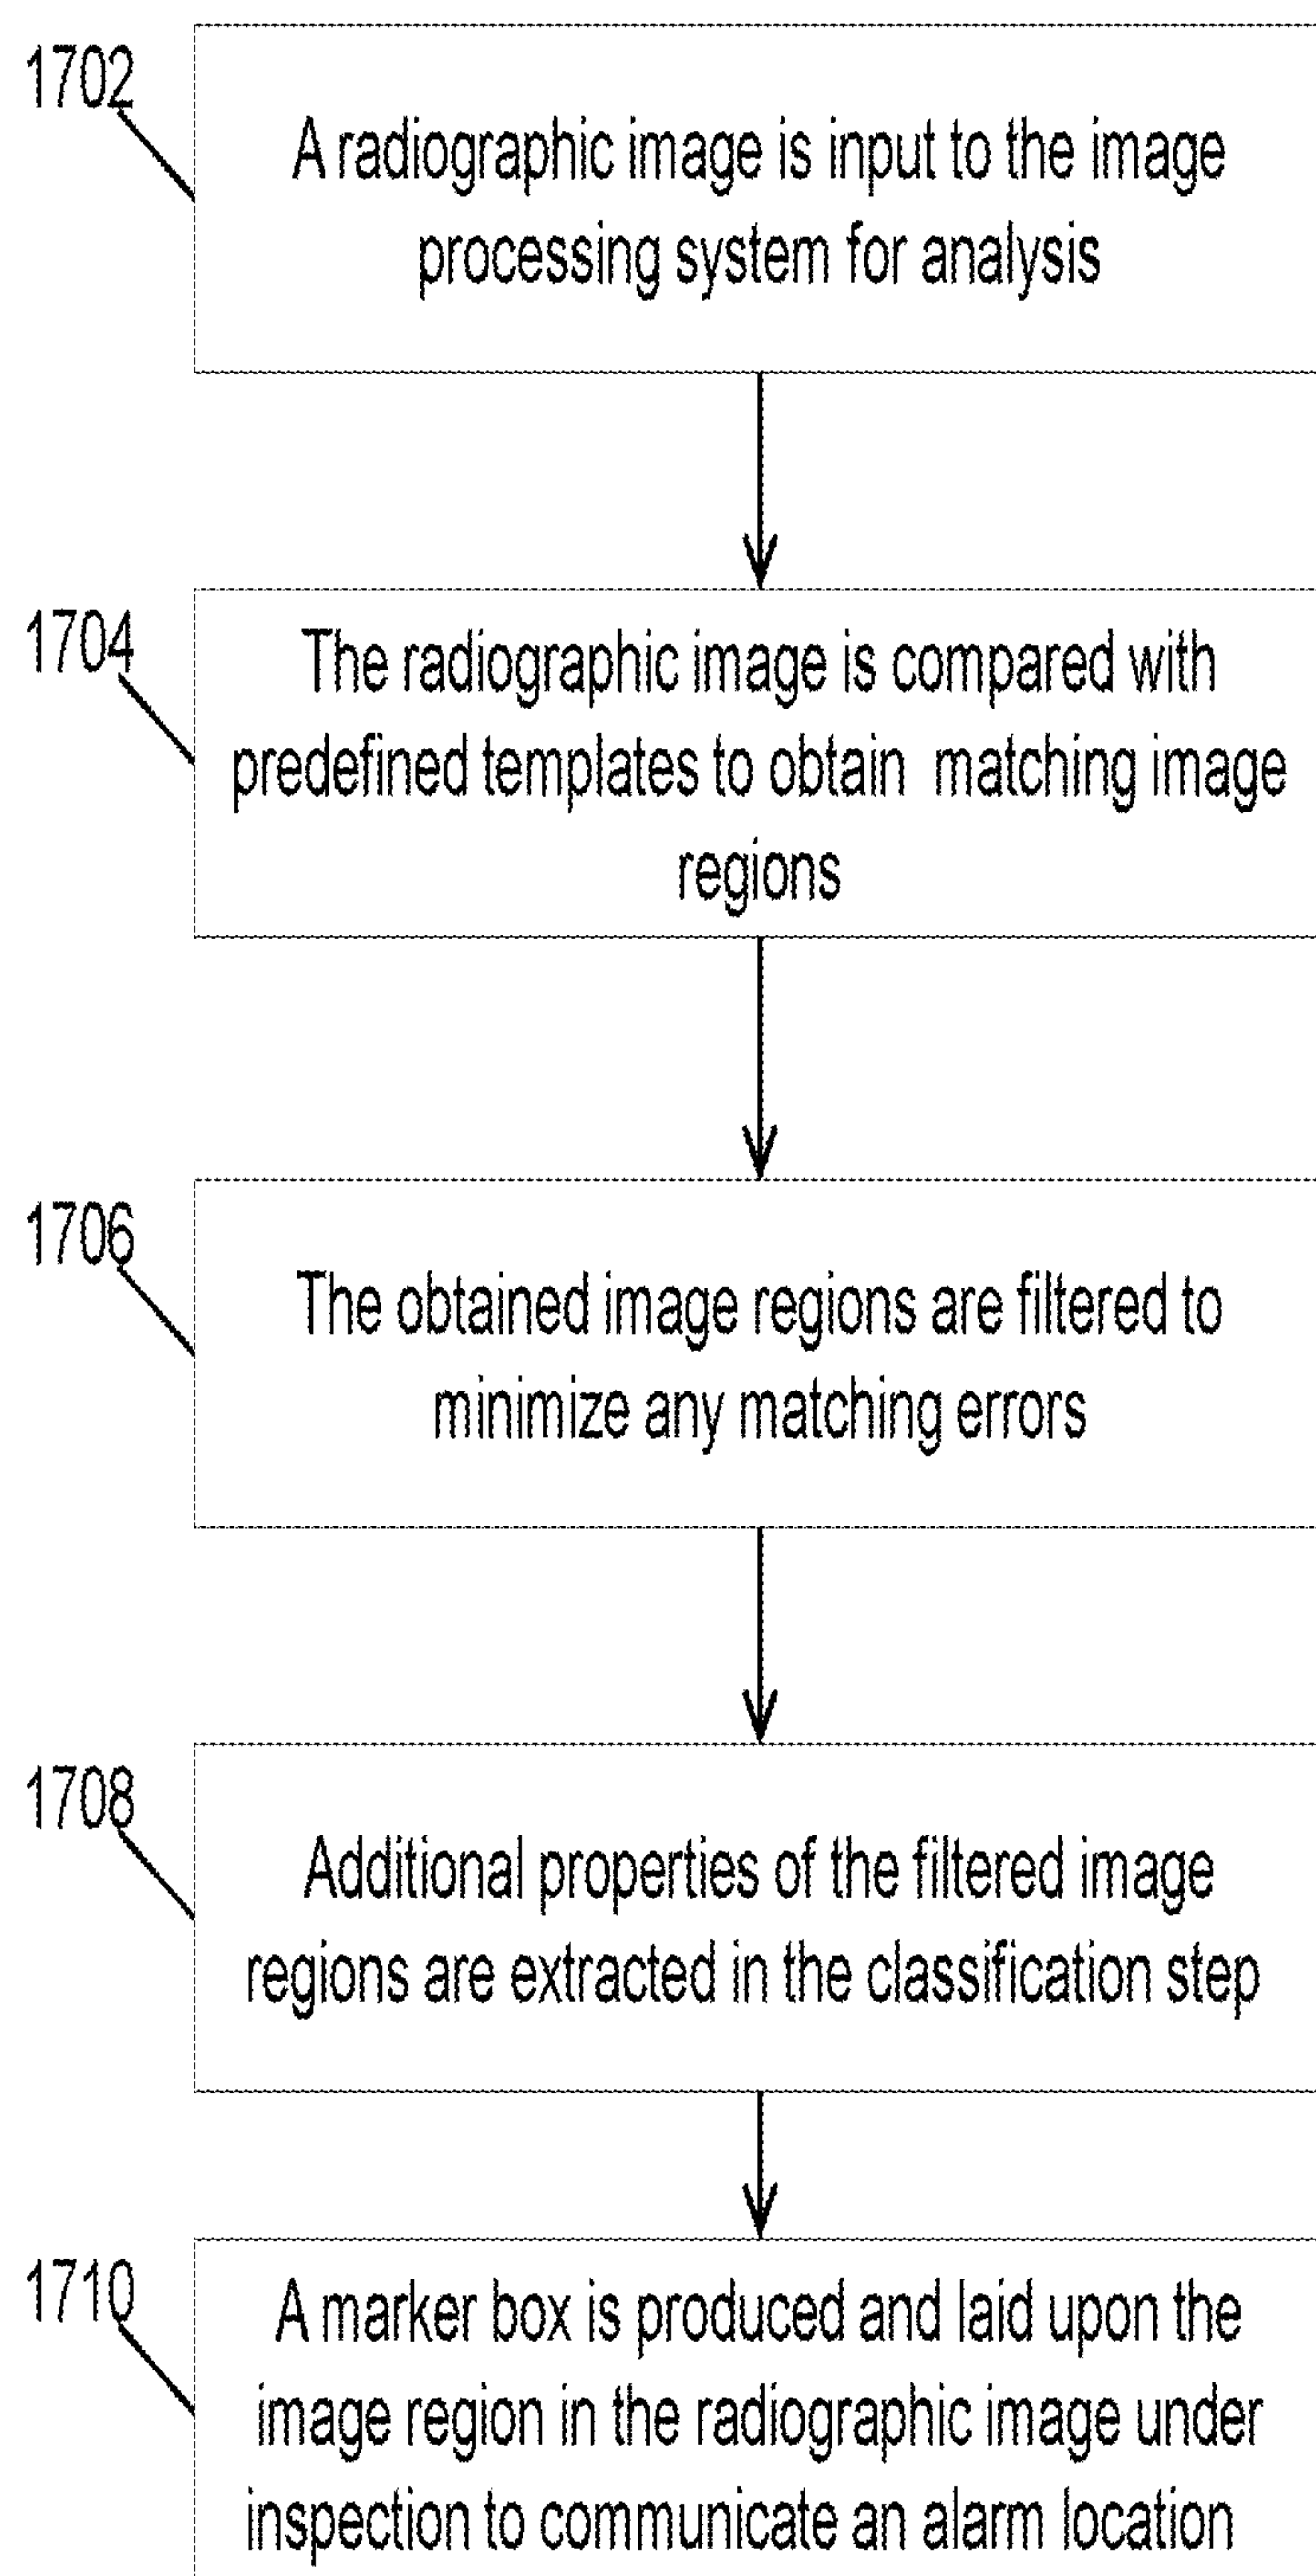 1702
A radiographic image is input to the image
processing system for analysis
1704
The radiographic image is compared with
predefined templates to obtain matching image
regions
1706
The obtained image regions are filtered to
minimize any matching errors
1708
Additional properties of the filtered image
regions are extracted in the classification step
1710
A marker box is produced and laid upon the
image region in the radiographic image under
inspection to communicate an alarm location